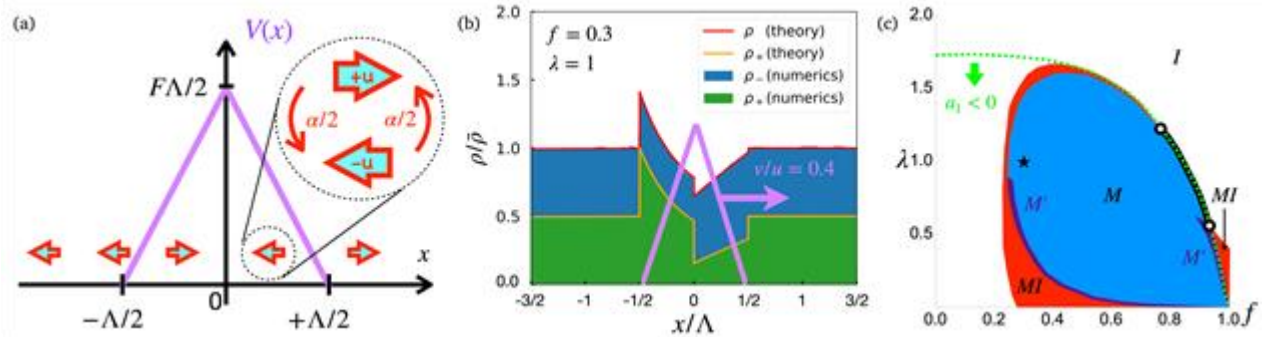 (a)
V(x)
FΛ/2
+u
α/2
α/2
-u
x
0
-Λ/2
+Λ/2
(b)
f = 0.3
λ = 1
ρ_ (theory)
ρ₊ (theory)
ρ₋ (numerics)
ρ₊ (numerics)
v/u = 0.4
ρ/ρ̄
2.0
1.5
1.0
0.5
0.0
-3/2
-1
-1/2
0
1/2
1
3/2
x/Λ
(c)
2.0
1.5
1.0
0.5
λ
I
a₁ < 0
M
M'
MI
MI
M'
0.0
0.2
0.4
0.6
0.8
1.0
f